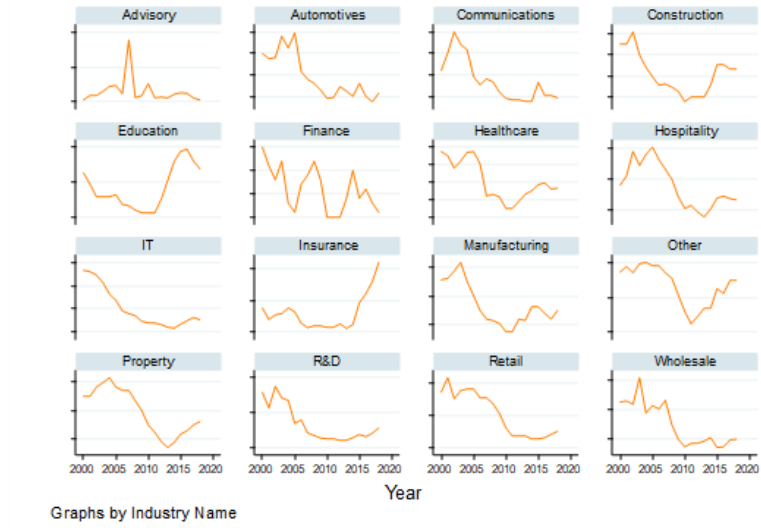 Advisory Automotives Communications Construction
Education Finance Healthcare Hospitality
IT Insurance Manufacturing Other
Property R&D Retail Wholesale
2000 2005 2010 2015 2020 2000 2005 2010 2015 2020 2000 2005 2010 2015 2020 2000 2005 2010 2015 2020
Year
Graphs by Industry Name